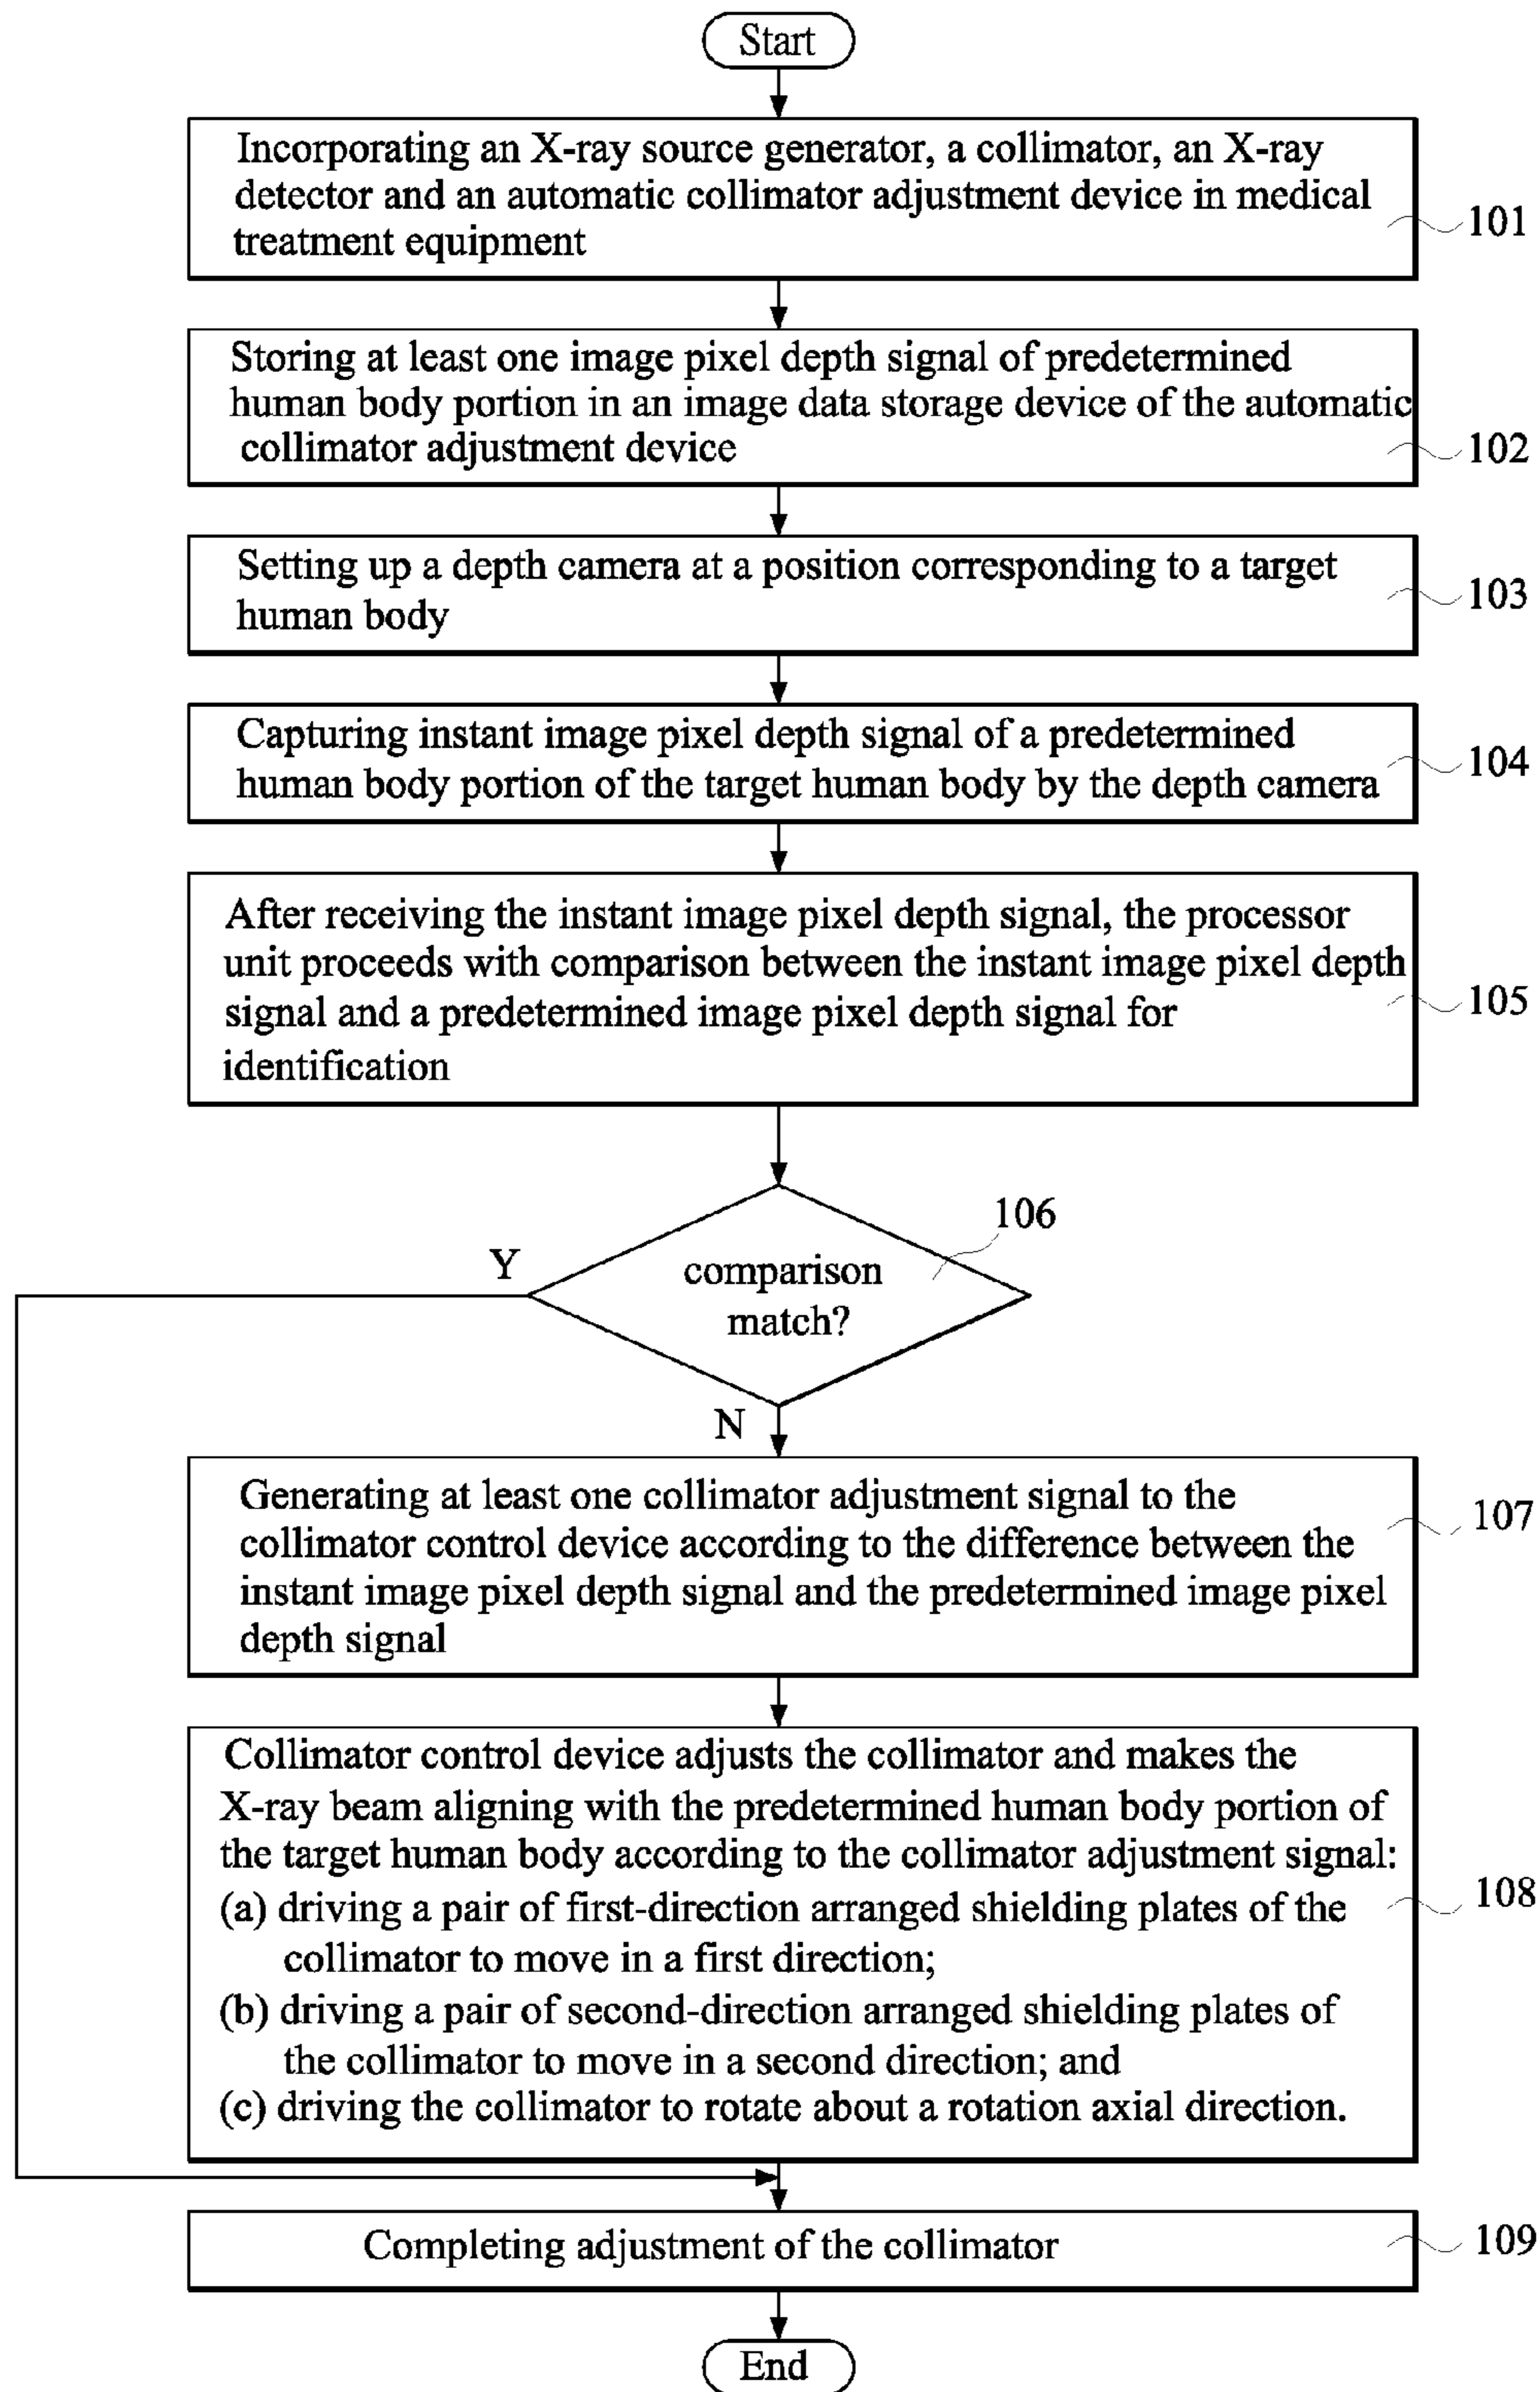 Start
Incorporating an X-ray source generator, a collimator, an X-ray
detector and an automatic collimator adjustment device in medical
treatment equipment
101
Storing at least one image pixel depth signal of predetermined
human body portion in an image data storage device of the automatic
collimator adjustment device
102
Setting up a depth camera at a position corresponding to a target
human body
103
Capturing instant image pixel depth signal of a predetermined
human body portion of the target human body by the depth camera
104
After receiving the instant image pixel depth signal, the processor
unit proceeds with comparison between the instant image pixel depth
signal and a predetermined image pixel depth signal for
identification
105
106
Y
comparison
match?
N
Generating at least one collimator adjustment signal to the
collimator control device according to the difference between the
instant image pixel depth signal and the predetermined image pixel
depth signal
107
Collimator control device adjusts the collimator and makes the
X-ray beam aligning with the predetermined human body portion of
the target human body according to the collimator adjustment signal:
(a) driving a pair of first-direction arranged shielding plates of the
collimator to move in a first direction;
(b) driving a pair of second-direction arranged shielding plates of
the collimator to move in a second direction; and
(c) driving the collimator to rotate about a rotation axial direction.
108
Completing adjustment of the collimator
109
End